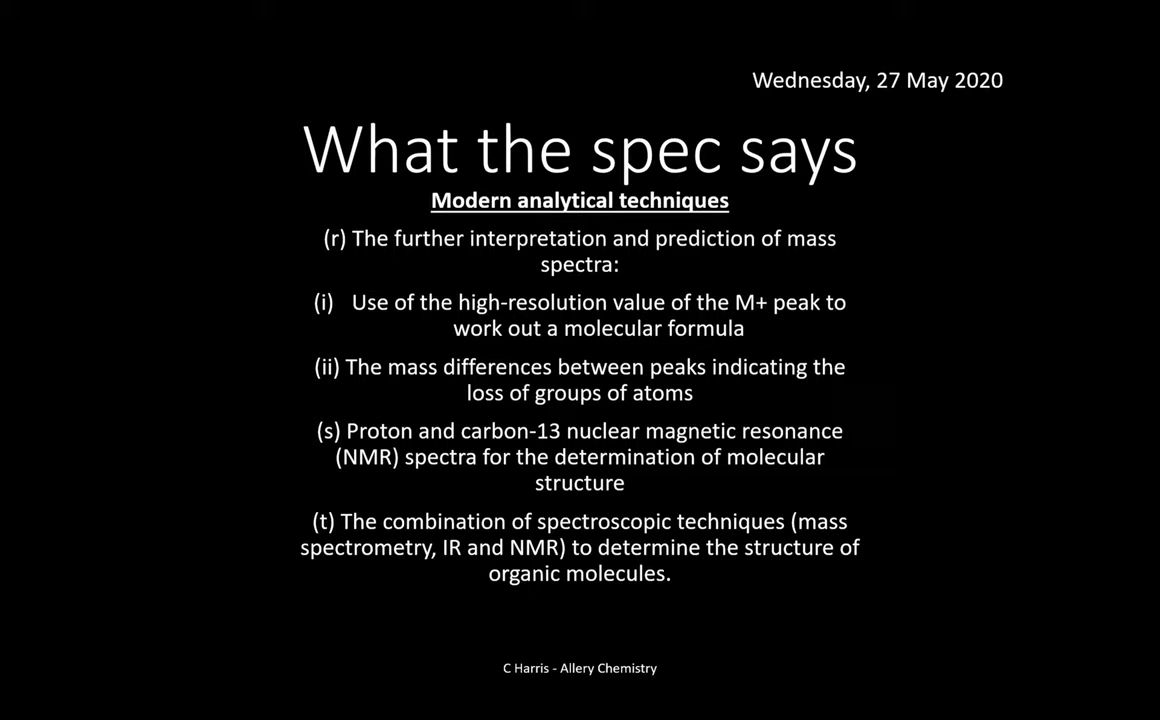 Wednesday, 27 May 2020
What the spec says
Modern analytical techniques
(r) The further interpretation and prediction of mass
spectra:
(i) Use of the high-resolution value of the M+ peak to
work out a molecular formula
(ii) The mass differences between peaks indicating the
loss of groups of atoms
(s) Proton and carbon-13 nuclear magnetic resonance
(NMR) spectra for the determination of molecular
structure
(t) The combination of spectroscopic techniques (mass
spectrometry, IR and NMR) to determine the structure of
organic molecules.
C Harris - Allery Chemistry